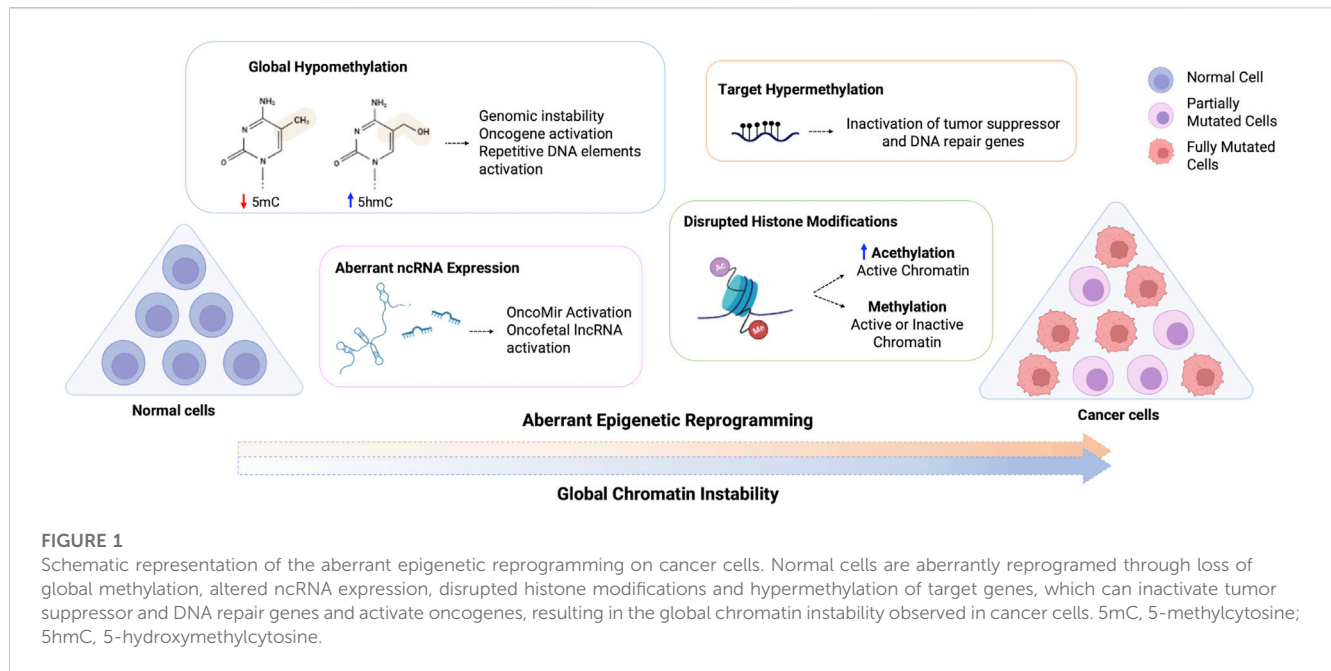 Global Hypomethylation
NH₂
CH₃
N
O
N
5mC
NH₂
OH
N
O
N
5hmC
Genomic instability
Oncogene activation
Repetitive DNA elements
activation
Target Hypermethylation
Inactivation of tumor suppressor
and DNA repair genes
Normal Cell
Partially
Mutated Cells
Fully Mutated
Cells
Aberrant ncRNA Expression
OncoMir Activation
Oncofetal lncRNA
activation
Disrupted Histone Modifications
Ac
Me
Acethylation
Active Chromatin
Methylation
Active or Inactive
Chromatin
Normal cells
Cancer cells
Aberrant Epigenetic Reprogramming
Global Chromatin Instability
FIGURE 1
Schematic representation of the aberrant epigenetic reprogramming on cancer cells. Normal cells are aberrantly reprogramed through loss of
global methylation, altered ncRNA expression, disrupted histone modifications and hypermethylation of target genes, which can inactivate tumor
suppressor and DNA repair genes and activate oncogenes, resulting in the global chromatin instability observed in cancer cells. 5mC, 5-methylcytosine;
5hmC, 5-hydroxymethylcytosine.